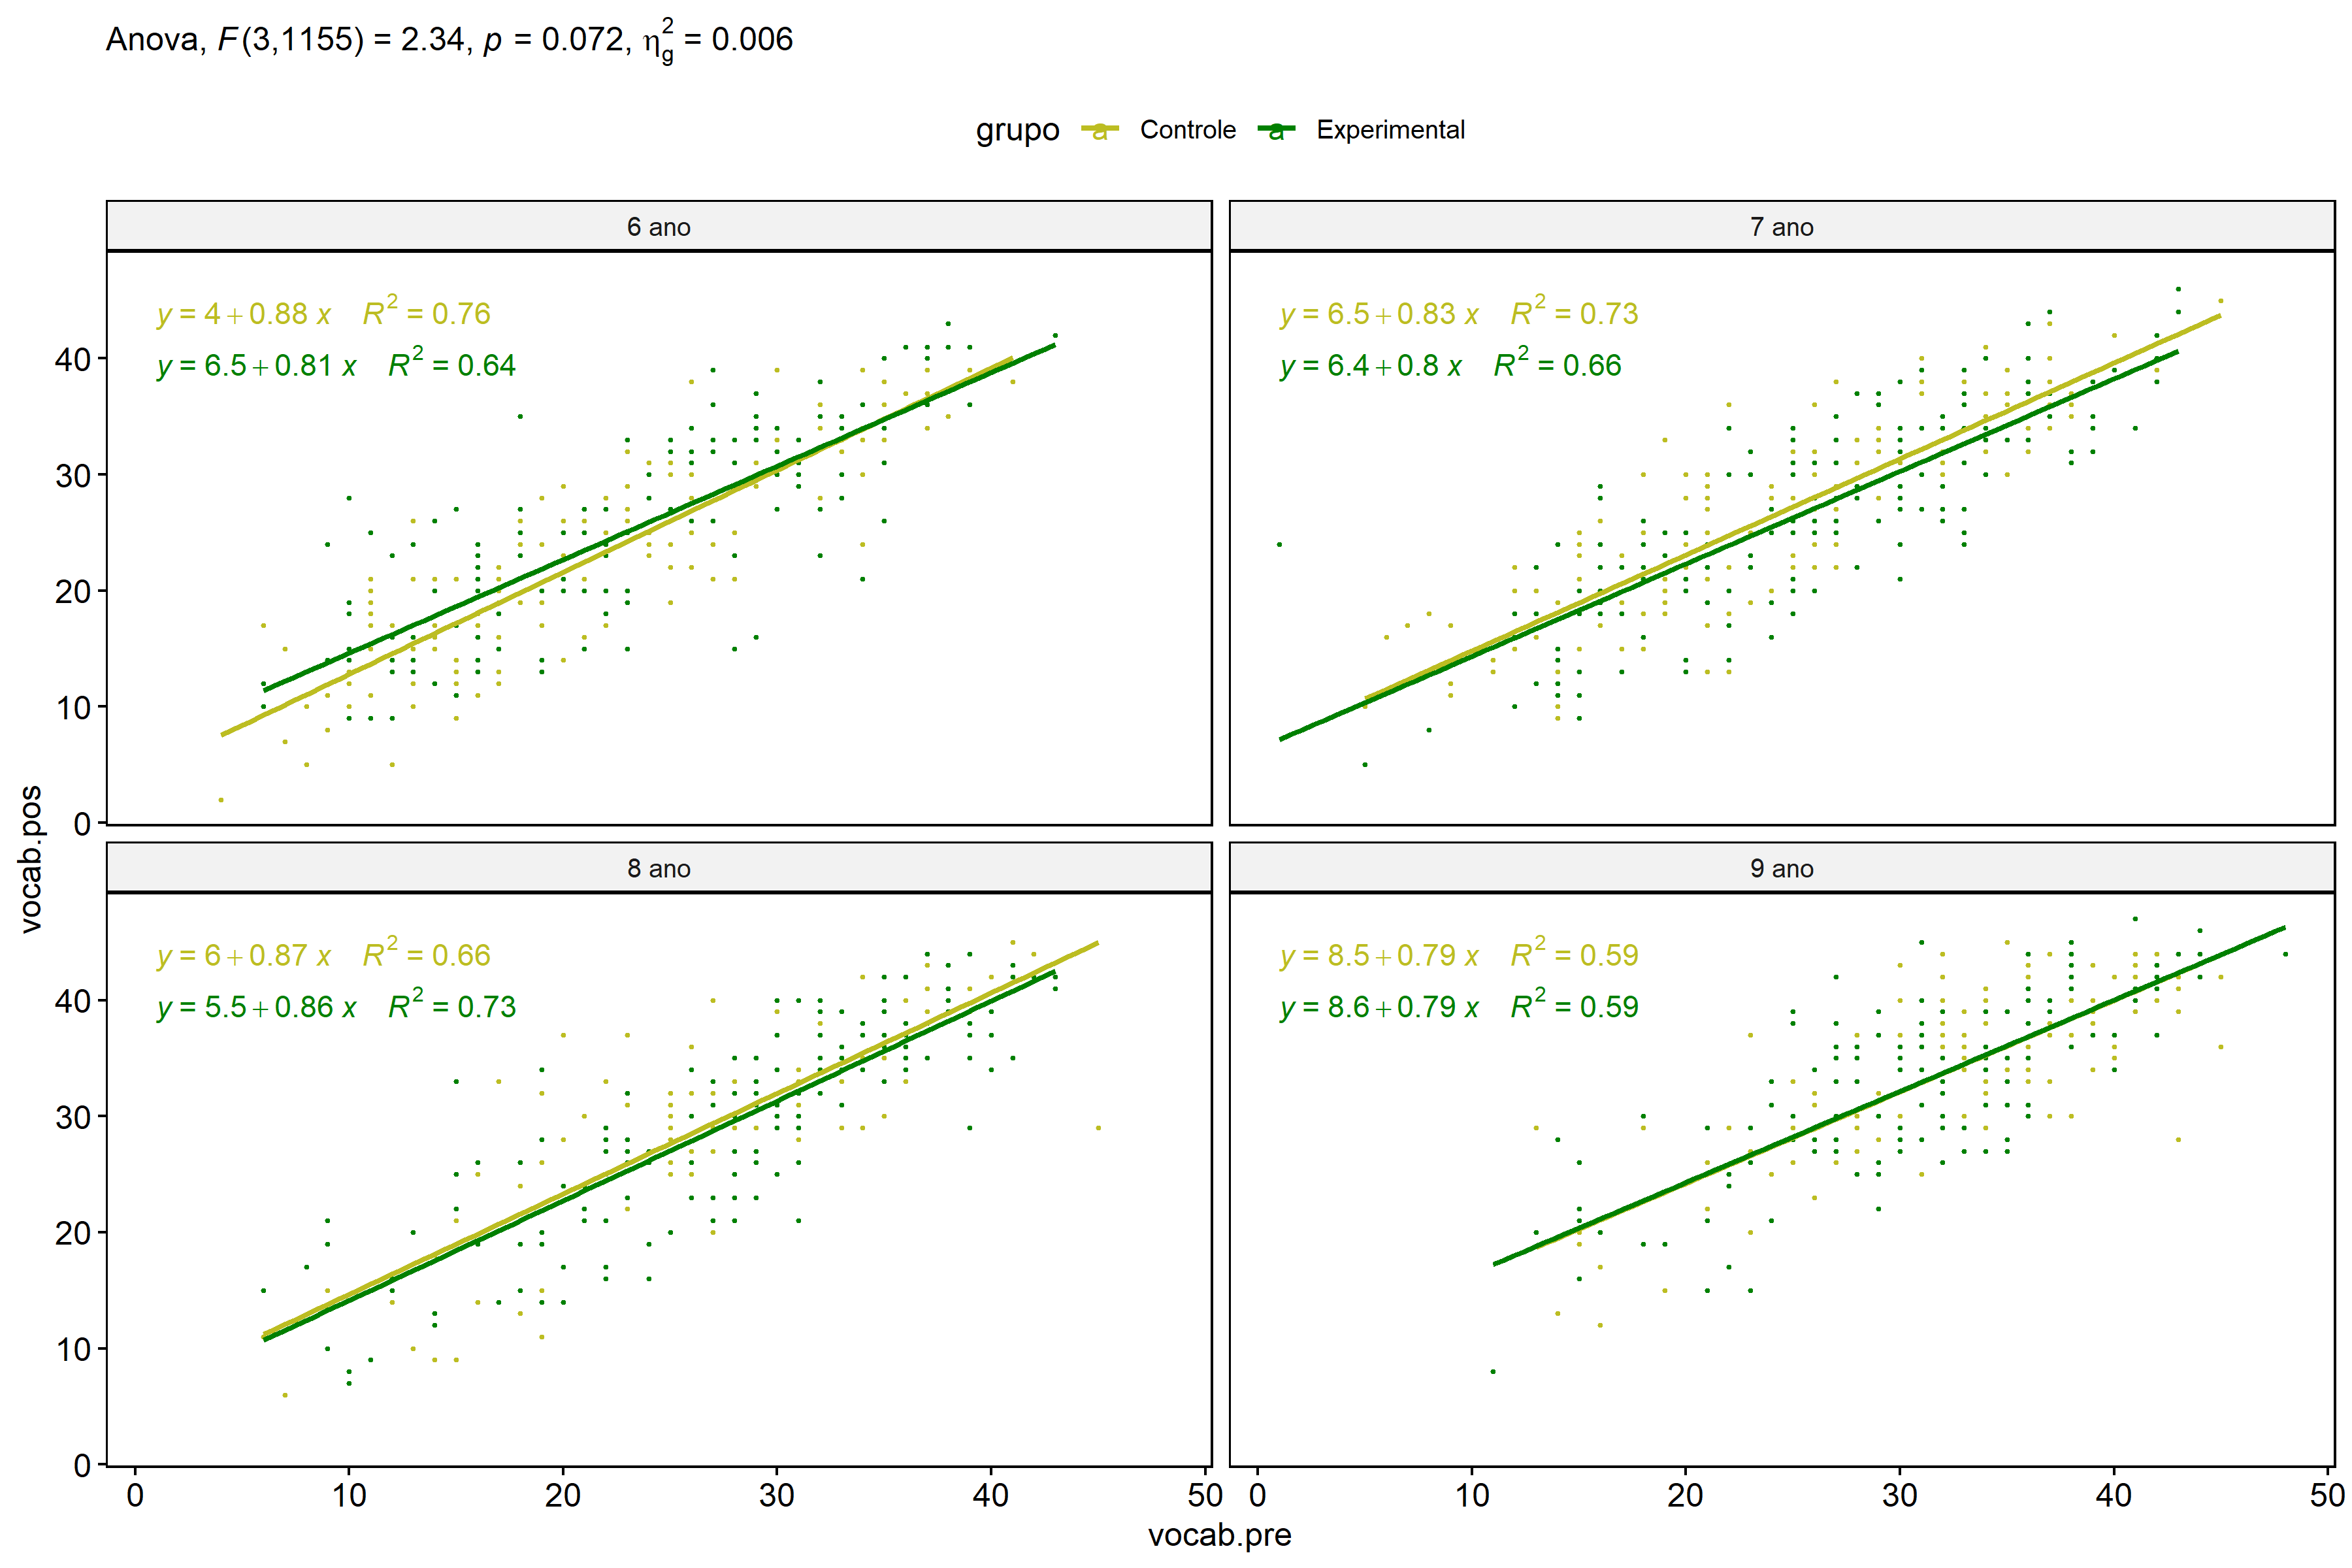 Anova, F(3,1155) = 2.34, p = 0.072, η²g = 0.006
grupo a Controle a Experimental
6 ano
7 ano
y = 4 + 0.88 x R² = 0.76
y = 6.5 + 0.81 x R² = 0.64
y = 6.5 + 0.83 x R² = 0.73
y = 6.4 + 0.8 x R² = 0.66
40
30
20
10
0
vocab.pos
8 ano
9 ano
y = 6 + 0.87 x R² = 0.66
y = 5.5 + 0.86 x R² = 0.73
y = 8.5 + 0.79 x R² = 0.59
y = 8.6 + 0.79 x R² = 0.59
40
30
20
10
0
0 10 20 30 40 50 0 10 20 30 40 50
vocab.pre